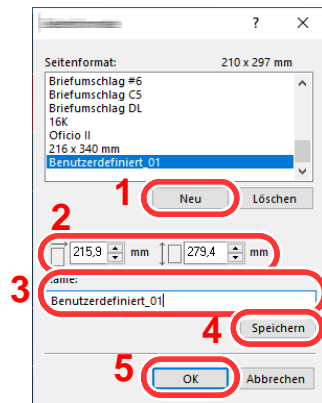 ? ×
Seitenformat: 210 x 297 mm
Briefumschlag #6
Briefumschlag C5
Briefumschlag DL
16K
Oficio II
216 x 340 mm
Benutzerdefiniert_01
1 Neu Löschen
2
215,9 mm 279,4 mm
3
Benutzerdefiniert_01
4 Speichern
5 OK Abbrechen